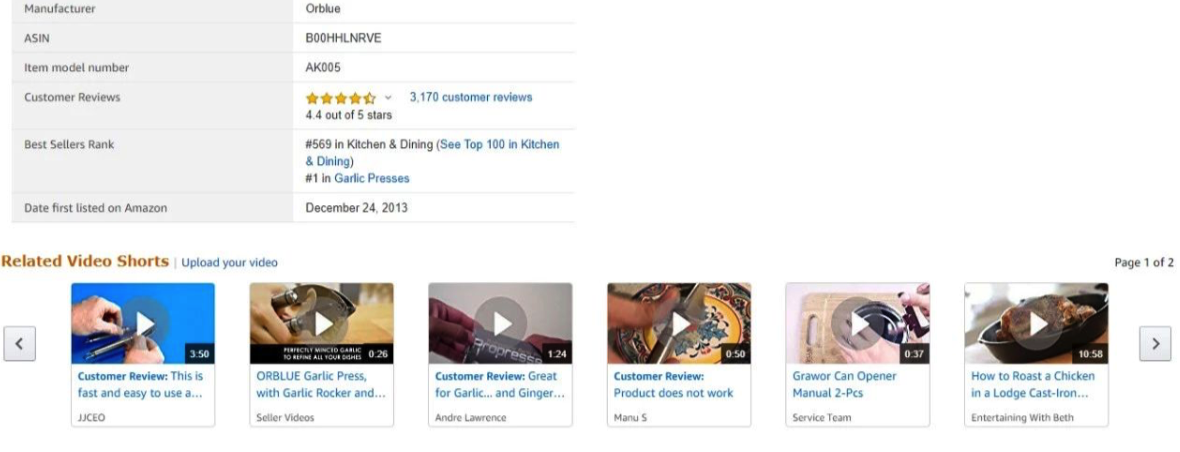 Manufacturer Orblue
ASIN B00HHLNRVE
Item model number AK005
Customer Reviews 3,170 customer reviews
4.4 out of 5 stars
Best Sellers Rank #569 in Kitchen & Dining (See Top 100 in Kitchen
& Dining)
#1 in Garlic Presses
Date first listed on Amazon December 24, 2013
Related Video Shorts | Upload your video Page 1 of 2
3:50
PERFECTLY MINCED GARLIC
TO REFINE ALL YOUR DISHES 0:26
Propresse 1:24
0:50
0:37
10:58
Customer Review: This is
fast and easy to use a...
JJCEO
ORBLUE Garlic Press,
with Garlic Rocker and...
Seller Videos
Customer Review: Great
for Garlic... and Ginger...
Andre Lawrence
Customer Review:
Product does not work
Manu S
Grawor Can Opener
Manual 2-Pcs
Service Team
How to Roast a Chicken
in a Lodge Cast-Iron...
Entertaining With Beth